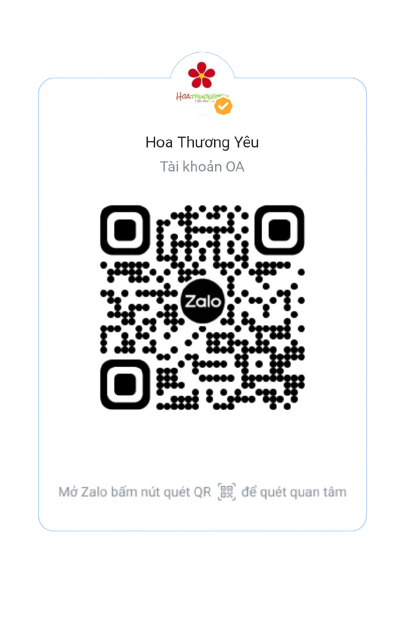 Hoa Thương Yêu
Tài khoản OA
Zalo
Mở Zalo bấm nút quét QR để quét quan tâm